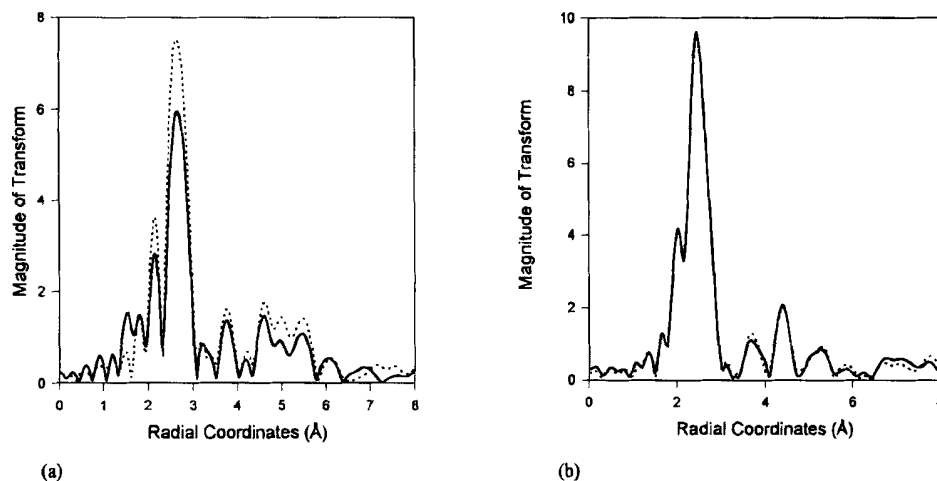 8
6
4
2
0
Magnitude of Transform
0 1 2 3 4 5 6 7 8
Radial Coordinates (Å)
(a)
10
8
6
4
2
0
Magnitude of Transform
0 2 4 6
Radial Coordinates (Å)
(b)